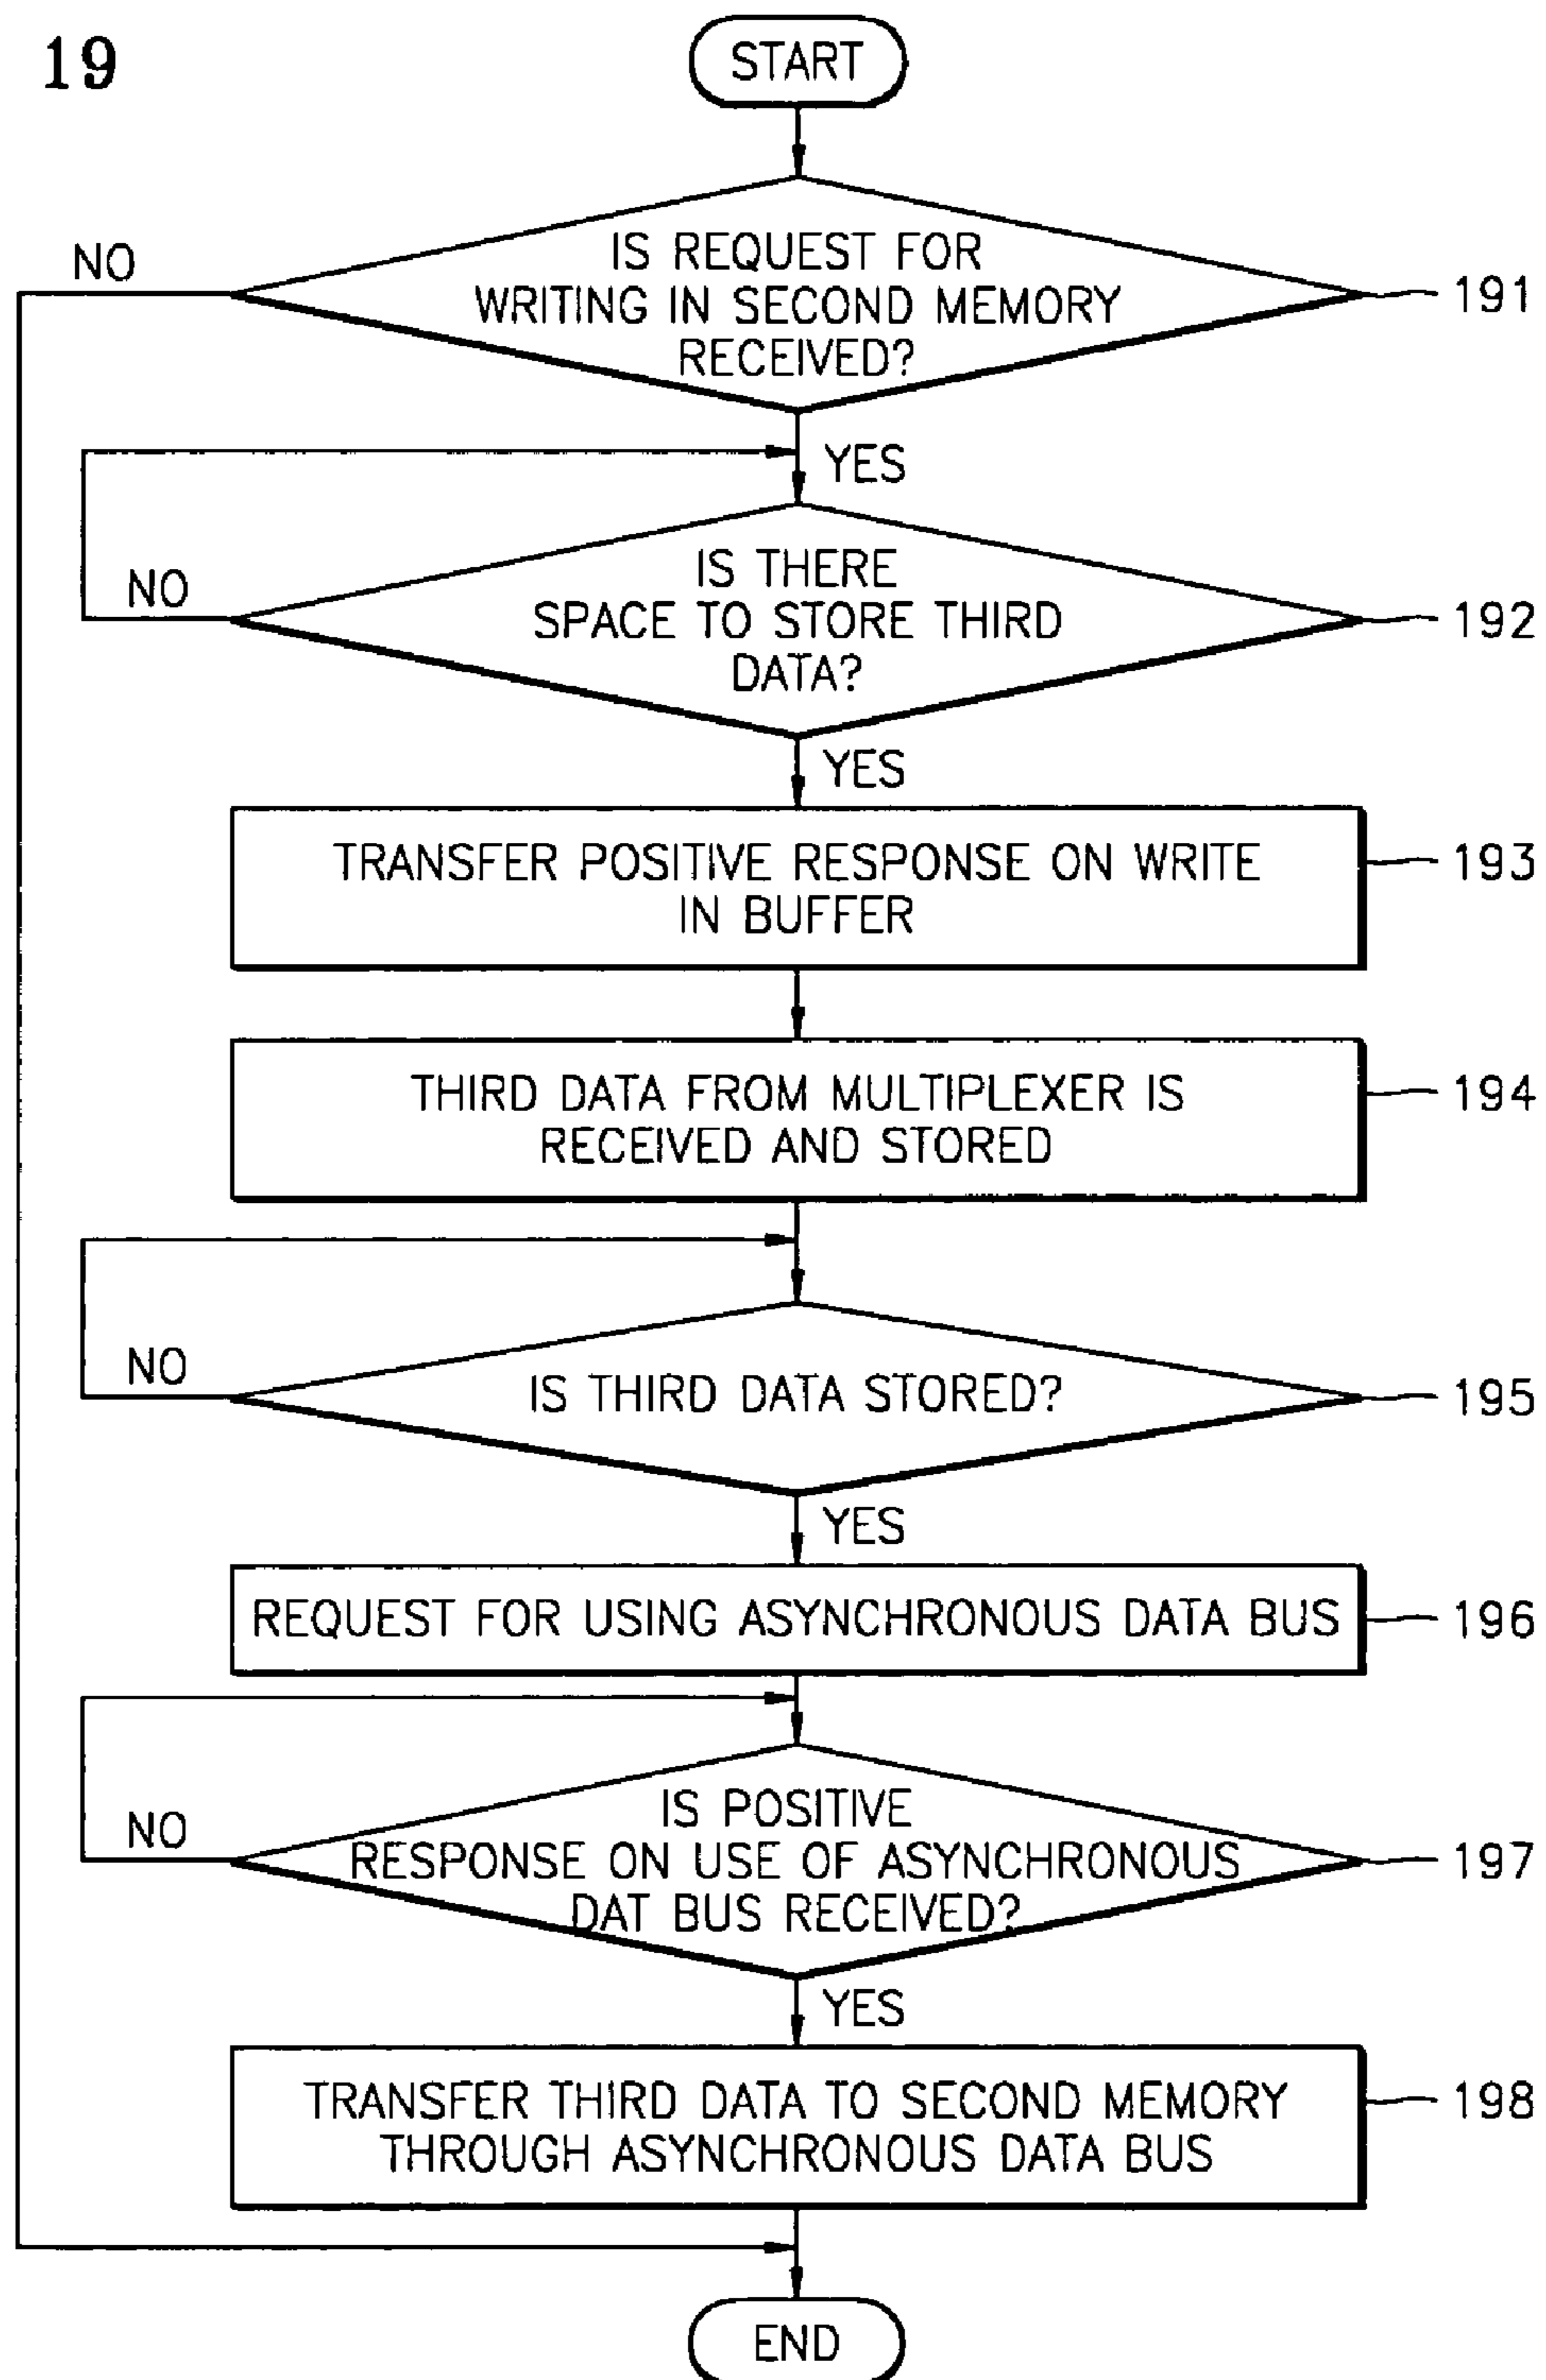 19
START
IS REQUEST FOR
WRITING IN SECOND MEMORY
RECEIVED?
NO
191
YES
IS THERE
SPACE TO STORE THIRD
DATA?
NO
192
YES
TRANSFER POSITIVE RESPONSE ON WRITE
IN BUFFER
193
THIRD DATA FROM MULTIPLEXER IS
RECEIVED AND STORED
194
IS THIRD DATA STORED?
NO
195
YES
REQUEST FOR USING ASYNCHRONOUS DATA BUS
196
IS POSITIVE
RESPONSE ON USE OF ASYNCHRONOUS
DAT BUS RECEIVED?
NO
197
YES
TRANSFER THIRD DATA TO SECOND MEMORY
THROUGH ASYNCHRONOUS DATA BUS
198
END